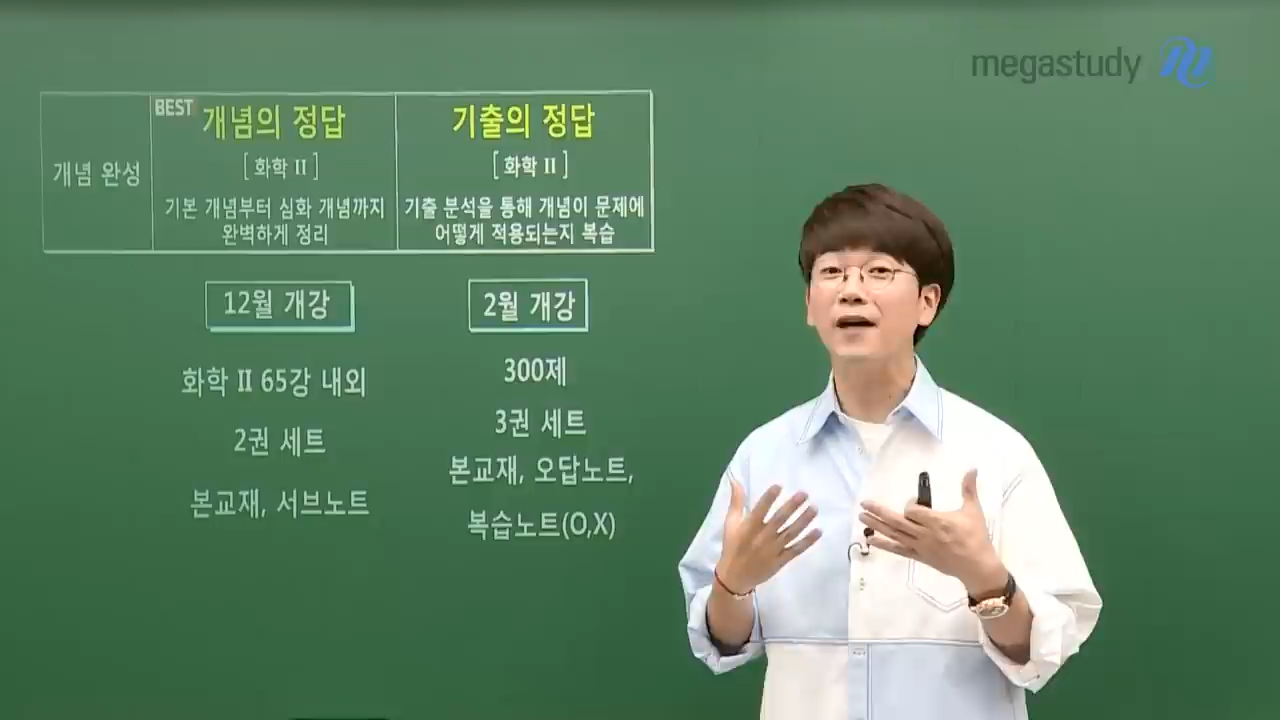 megastudy
개념 완성
BEST
개념의 정답
[화학 II]
기본 개념부터 심화 개념까지
완벽하게 정리
12월 개강
화학 II 65강 내외
2권 세트
본교재, 서브노트
기출의 정답
[화학 II]
기출 분석을 통해 개념이 문제에
어떻게 적용되는지 복습
2월 개강
300제
3권 세트
본교재, 오답노트,
복습노트(O,X)